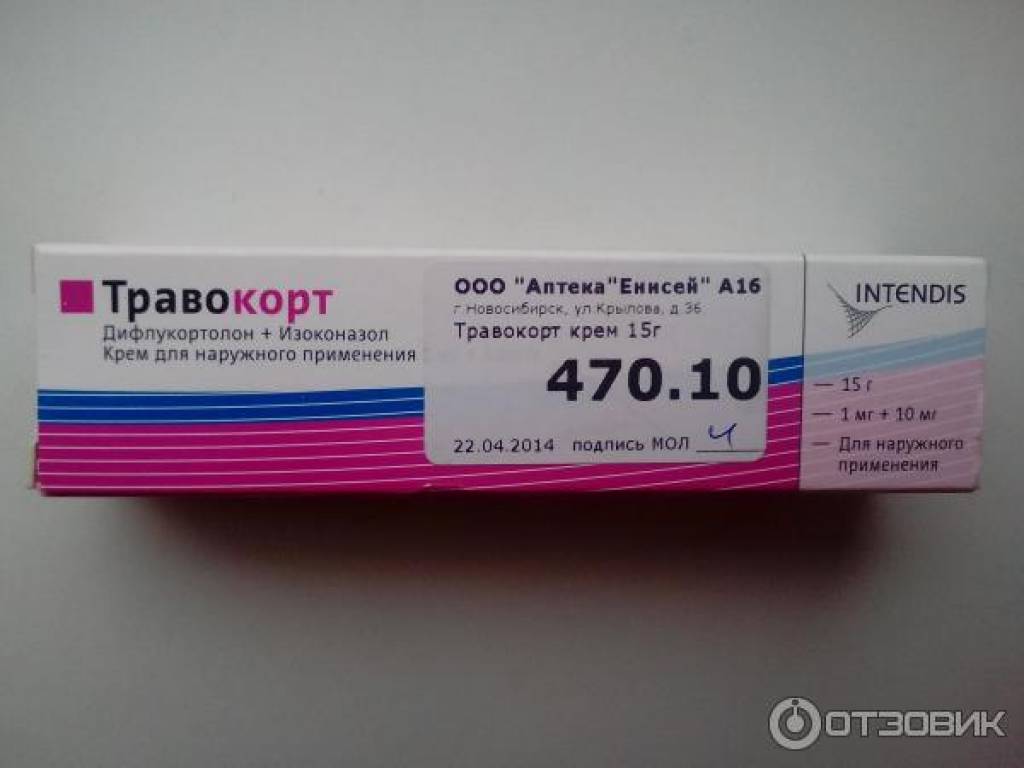 Травокорт
Дифлукортолон + Изоконазол
Крем для наружного применения
ООО "Аптека"Енисей" А16
г.Новосибирск, ул.Крылова, д.36
Травокорт крем 15г
470.10
22.04.2014 подпись МОЛ
INTENDIS
— 15 г
— 1 мг + 10 мг
— Для наружного
применения
ОТЗОВИК